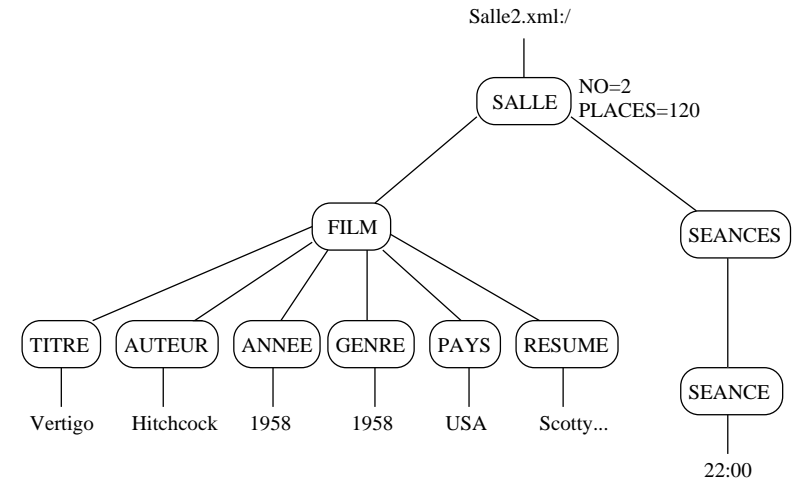 Salle2.xml:/
SALLE
NO=2
PLACES=120
FILM
SEANCES
TITRE AUTEUR ANNEE GENRE PAYS RESUME
Vertigo Hitchcock 1958 1958 USA Scotty...
SEANCE
22:00